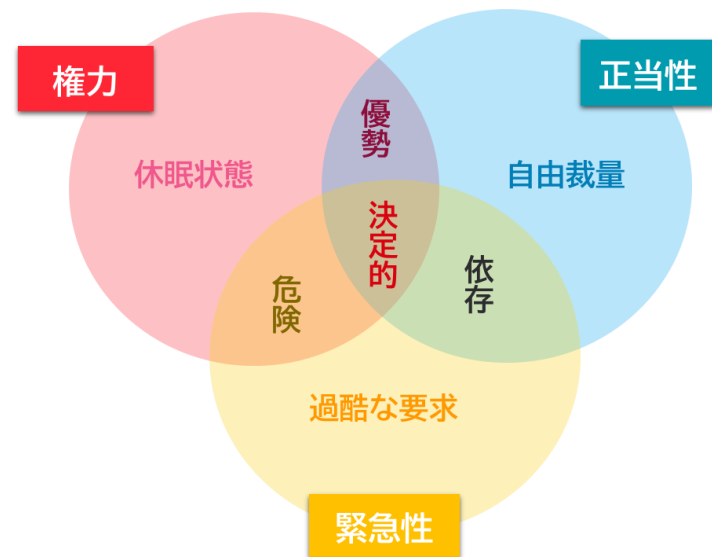 権力
正当性
優勢
休眠状態
自由裁量
決定的
危険
依存
過酷な要求
緊急性